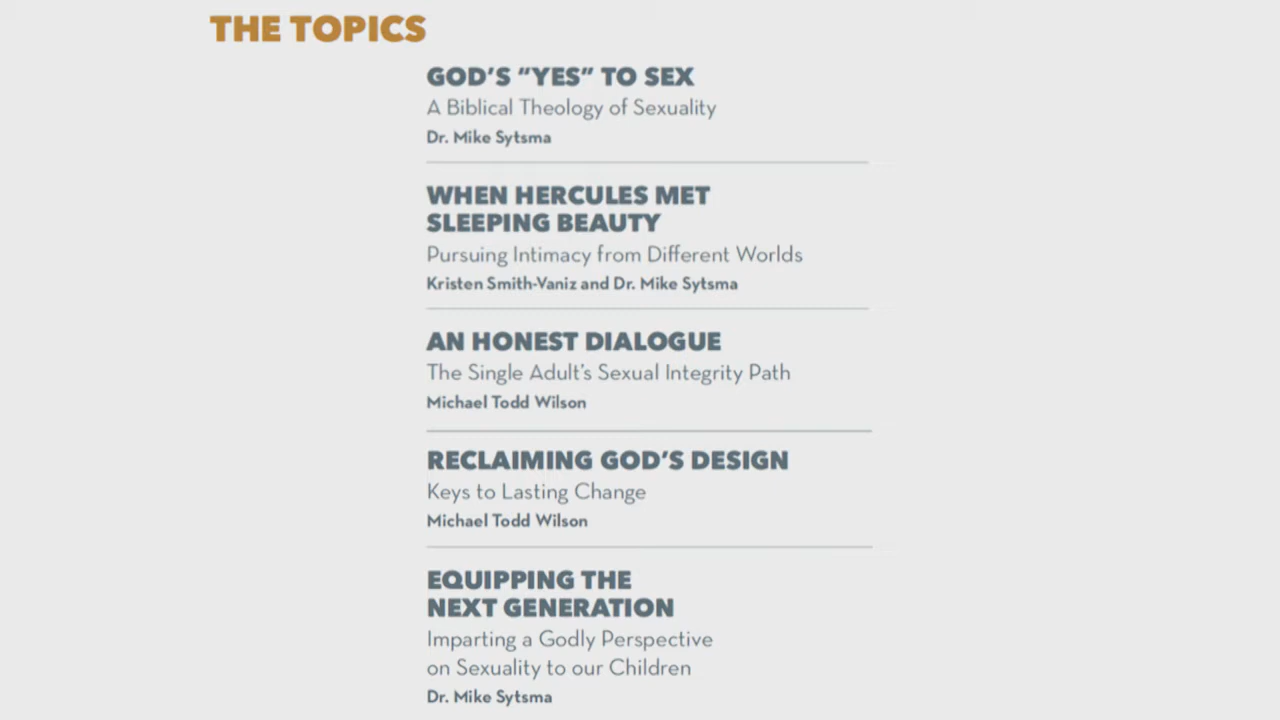 THE TOPICS
GOD'S “YES” TO SEX
A Biblical Theology of Sexuality
Dr. Mike Sytsma
WHEN HERCULES MET
SLEEPING BEAUTY
Pursuing Intimacy from Different Worlds
Kristen Smith-Vaniz and Dr. Mike Sytsma
AN HONEST DIALOGUE
The Single Adult's Sexual Integrity Path
Michael Todd Wilson
RECLAIMING GOD'S DESIGN
Keys to Lasting Change
Michael Todd Wilson
EQUIPPING THE
NEXT GENERATION
Imparting a Godly Perspective
on Sexuality to our Children
Dr. Mike Sytsma